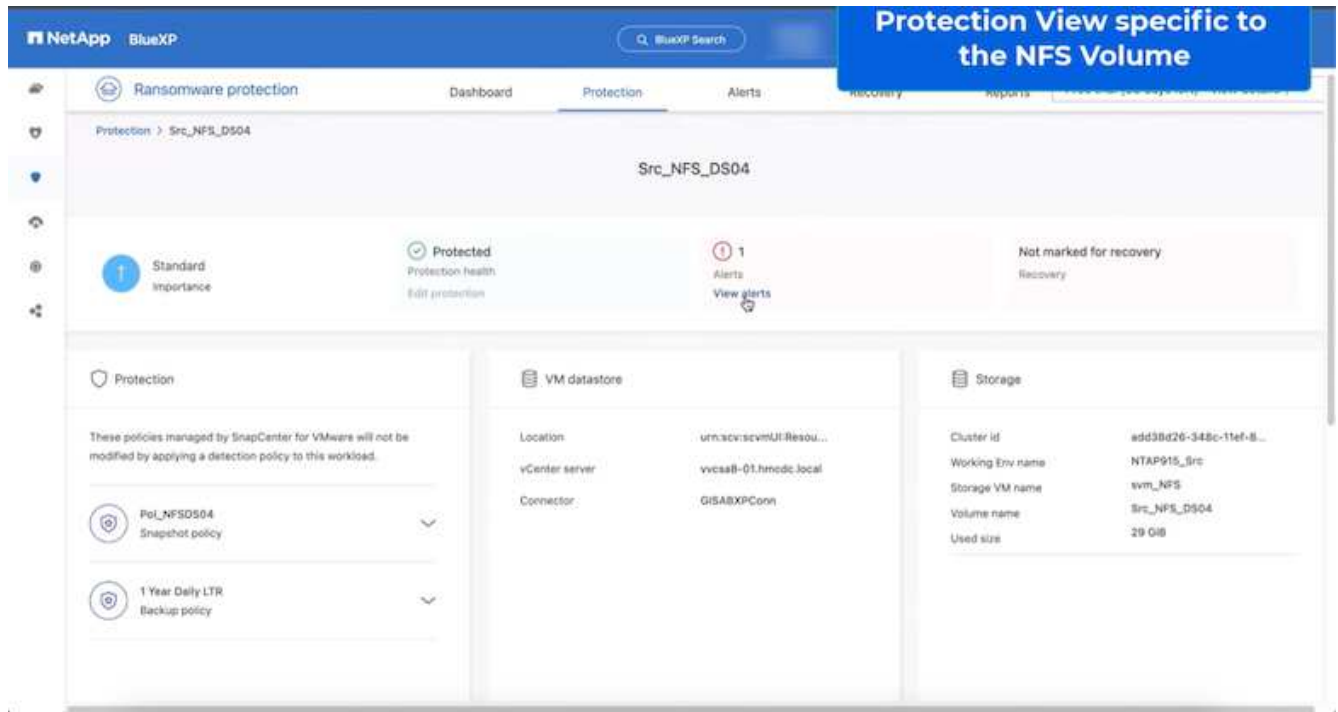 Protection View specific to
the NFS Volume
NetApp BlueXP
BlueXP Search
Ransomware protection
Dashboard
Protection
Alerts
Recovery
Reports
Protection > Src_NFS_DS04
Src_NFS_DS04
Standard
Importance
Protected
Protection health
Edit protection
1
Alerts
View alerts
Not marked for recovery
Recovery
Protection
These policies managed by SnapCenter for VMware will not be
modified by applying a detection policy to this workload.
Pol_NFSDS04
Snapshot policy
1 Year Daily LTR
Backup policy
VM datastore
Location urn:scv:scvmUI:Resou...
vCenter server vvcsa8-01.hmcdc.local
Connector GISABXPConn
Storage
Cluster id add38d26-348c-11ef-8...
Working Env name NTAP915_Src
Storage VM name svm_NFS
Volume name Src_NFS_DS04
Used size 29 GiB